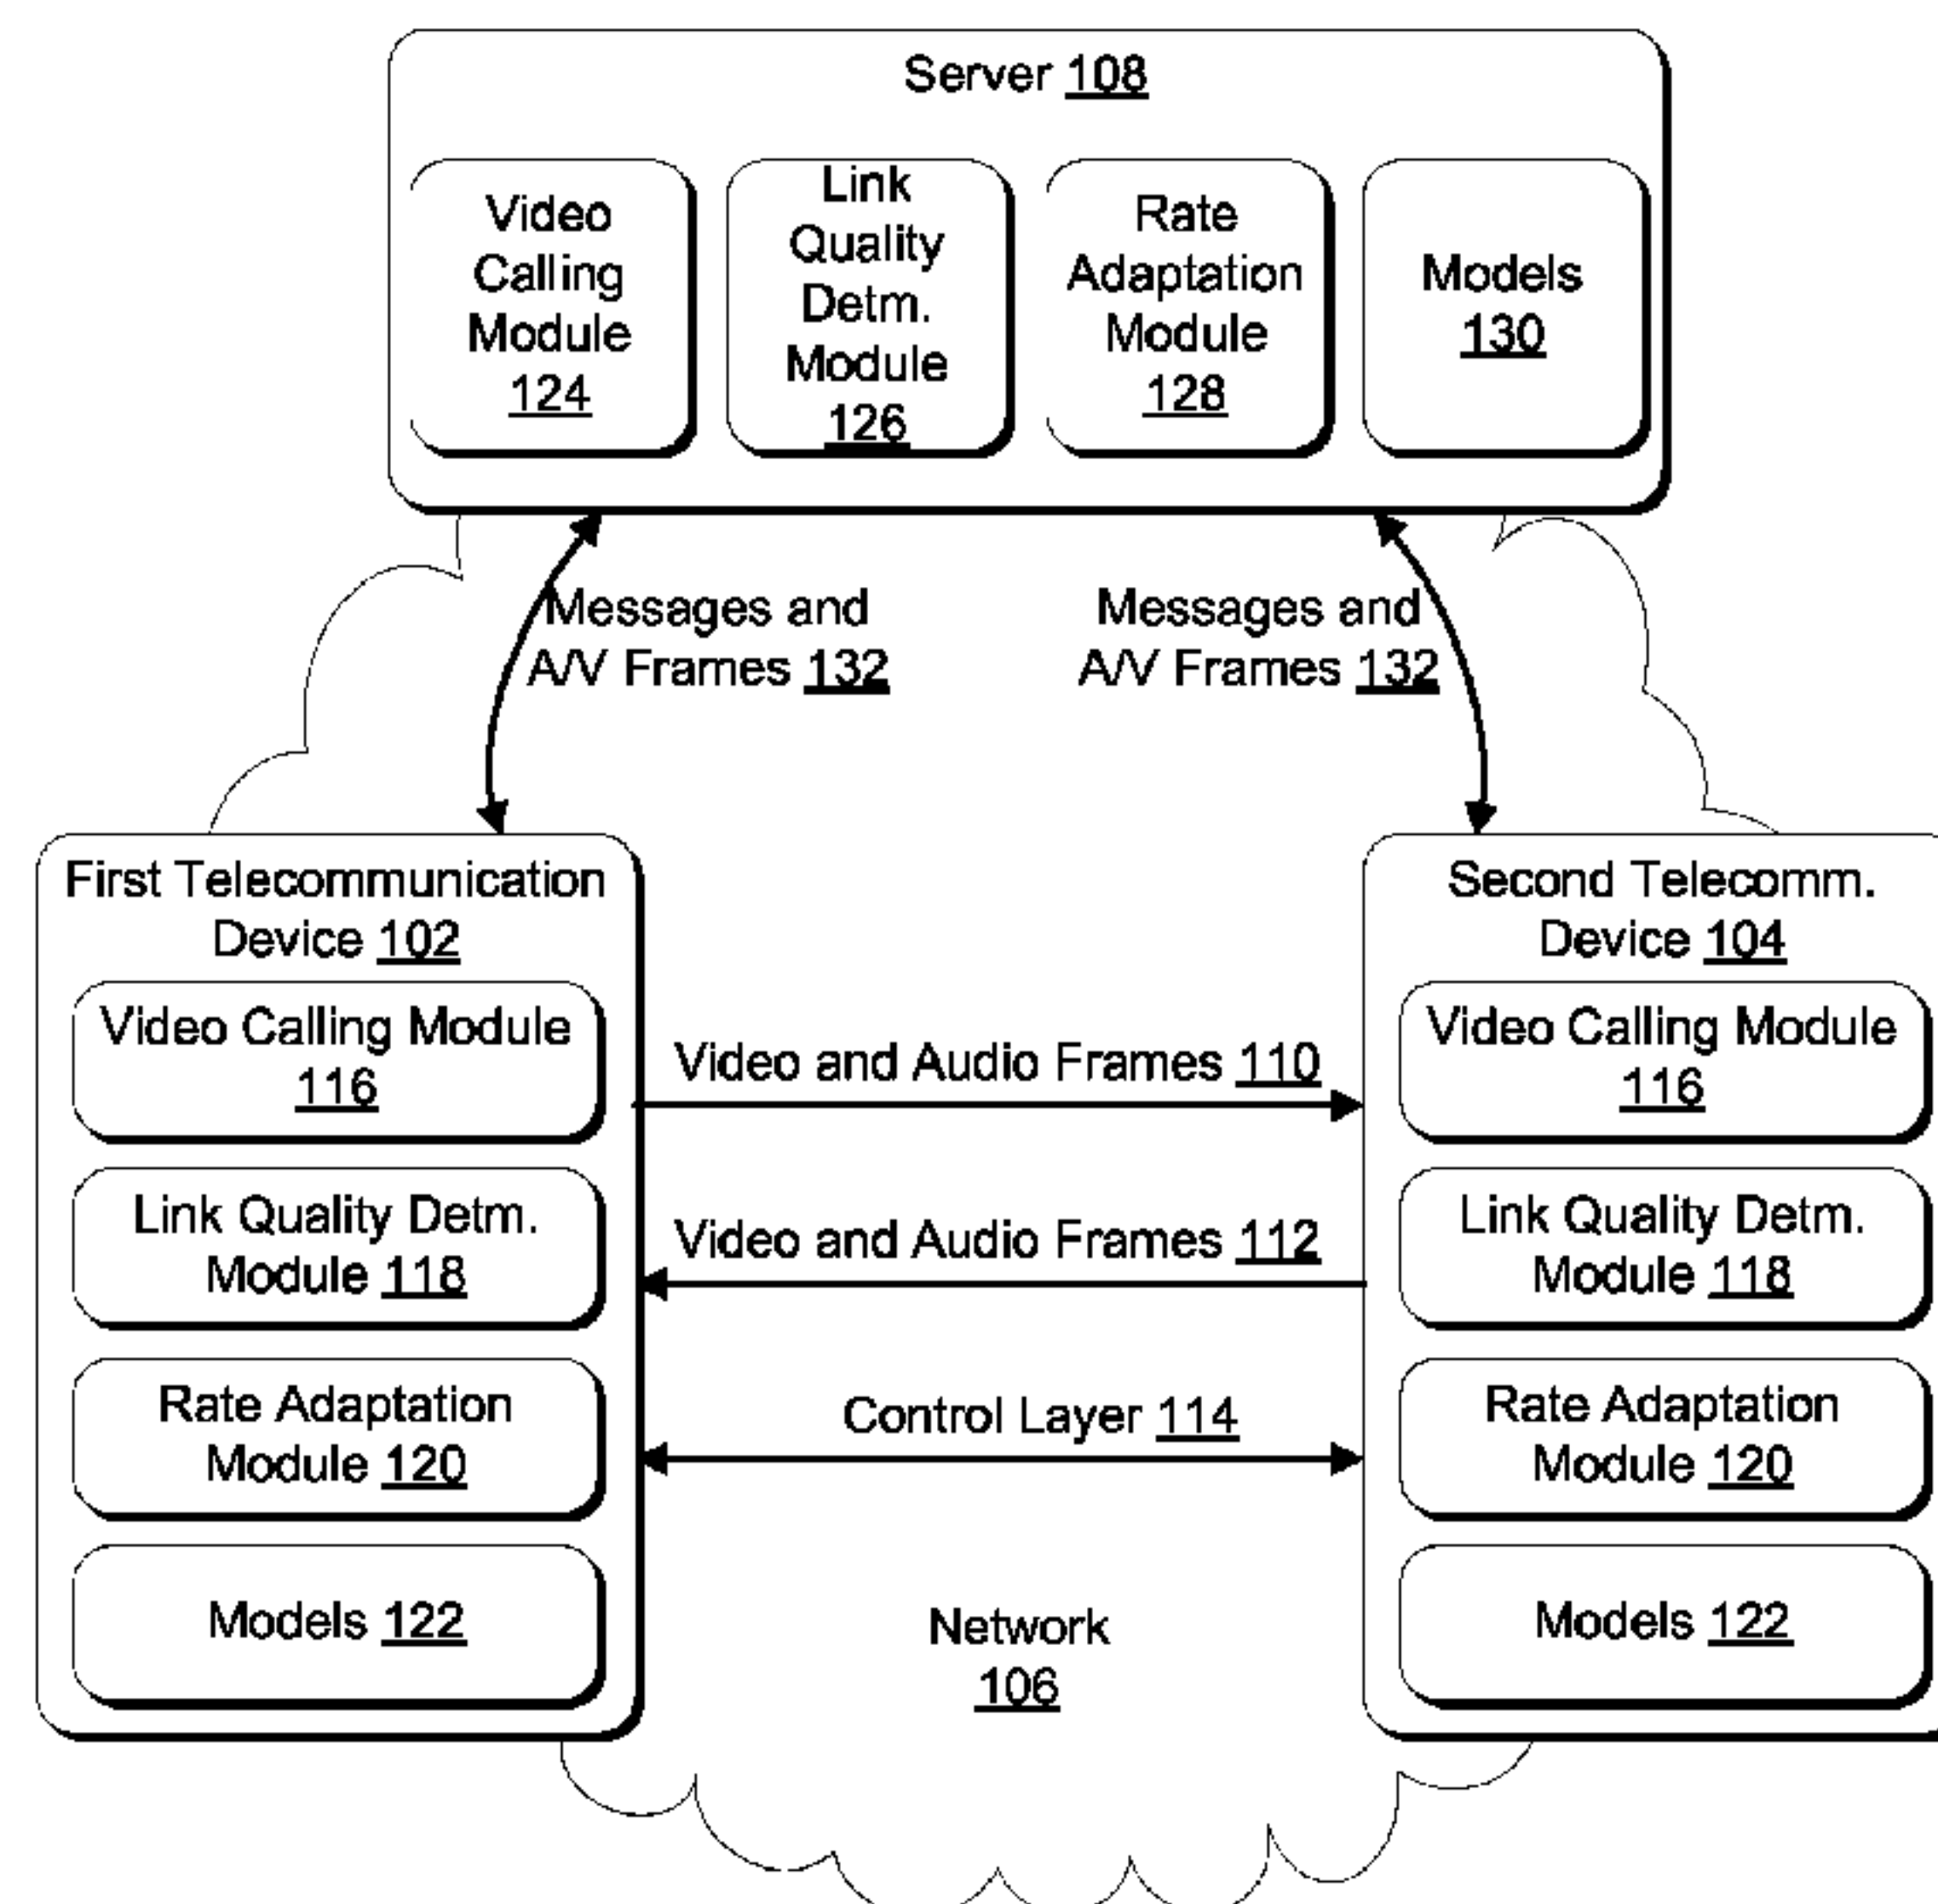 Server 108
Video
Calling
Module
124
Link
Quality
Detm.
Module
126
Rate
Adaptation
Module
128
Models
130
Messages and
A/V Frames 132
Messages and
A/V Frames 132
First Telecommunication
Device 102
Video Calling Module
116
Link Quality Detm.
Module 118
Rate Adaptation
Module 120
Models 122
Video and Audio Frames 110
Video and Audio Frames 112
Control Layer 114
Network
106
Second Telecomm.
Device 104
Video Calling Module
116
Link Quality Detm.
Module 118
Rate Adaptation
Module 120
Models 122